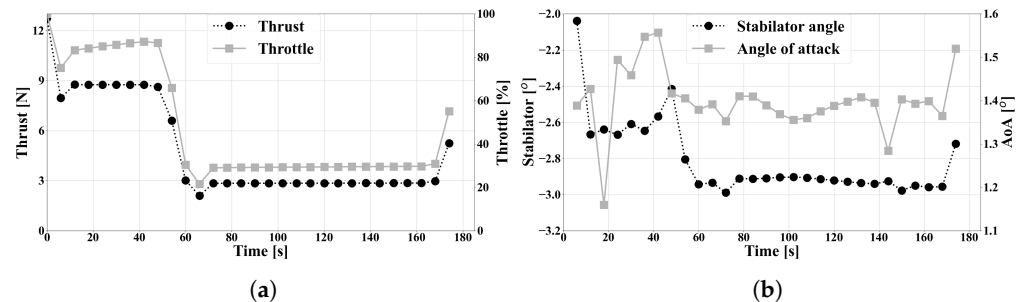 12
9
6
3
0
Thrust [N]
0 20 40 60 80 100 120 140 160 180
Time [s]
100
80
60
40
20
0
Throttle [%]
Thrust
Throttle
(a)
−2.0
−2.2
−2.4
−2.6
−2.8
−3.0
−3.2
Stabilator [°]
0 20 40 60 80 100 120 140 160 180
Time [s]
1.6
1.5
1.4
1.3
1.2
1.1
AoA [°]
Stabilator angle
Angle of attack
(b)